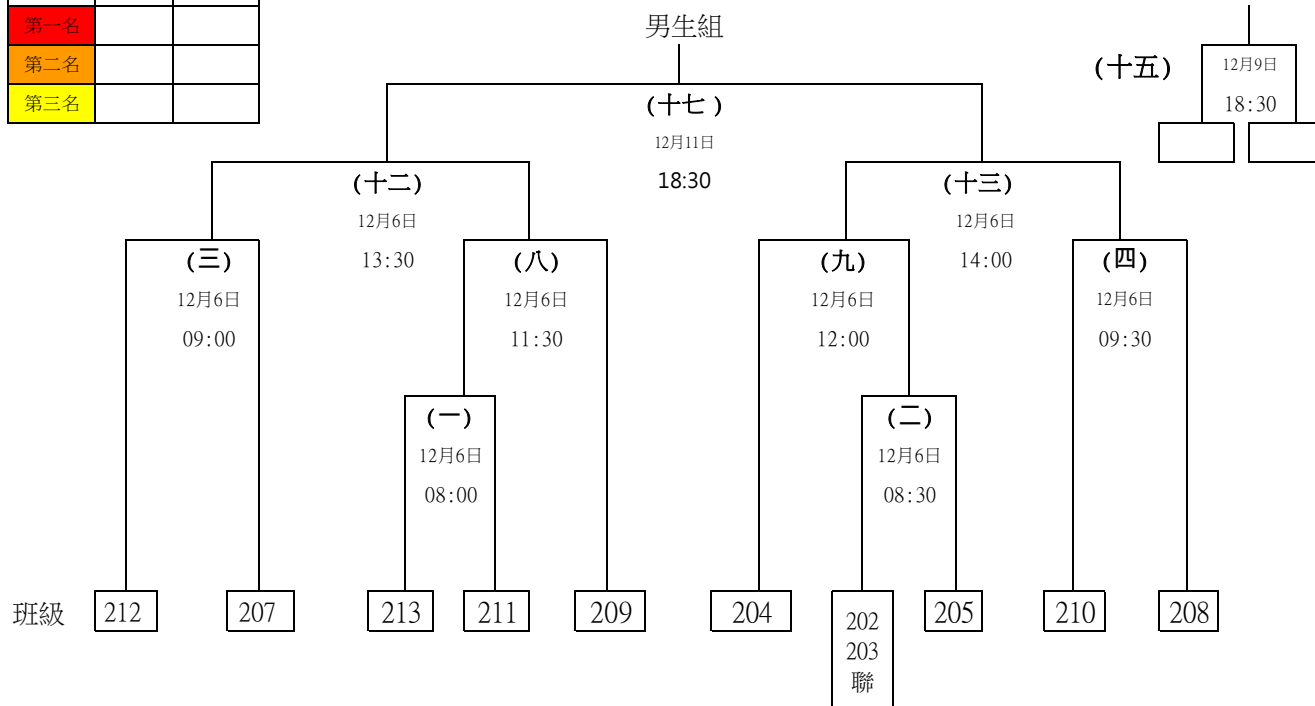 第一名
第二名
第三名
男生組
(十五)
12月9日
18:30
(十七 )
12月11日
18:30
(十二)
12月6日
13:30
(十三)
12月6日
14:00
(三)
12月6日
09:00
(八)
12月6日
11:30
(九)
12月6日
12:00
(四)
12月6日
09:30
(一)
12月6日
08:00
(二)
12月6日
08:30
班級
212
207
213
211
209
204
202
203
聯
205
210
208